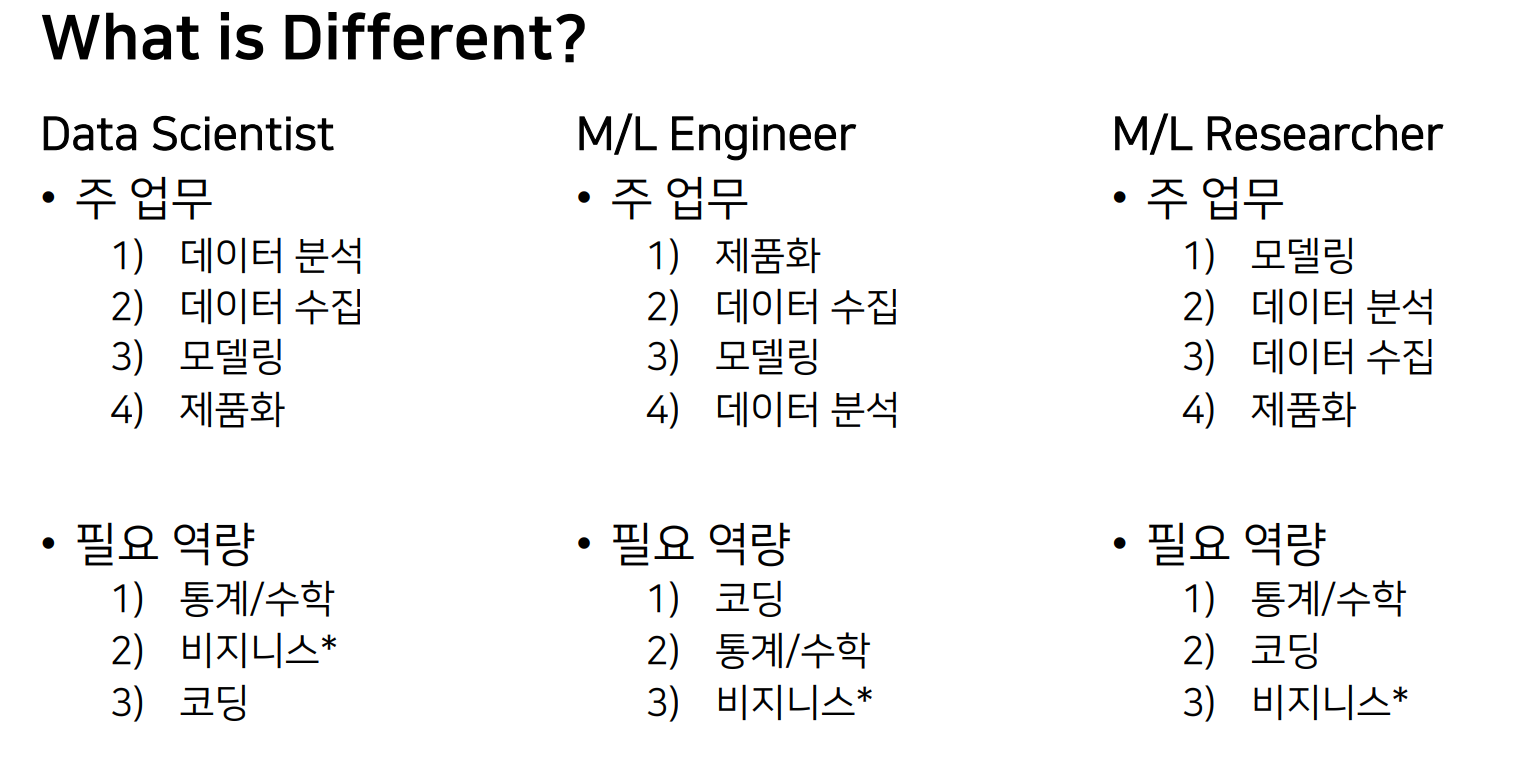 What is Different?
Data Scientist
• 주 업무
1) 데이터 분석
2) 데이터 수집
3) 모델링
4) 제품화
• 필요 역량
1) 통계/수학
2) 비지니스*
3) 코딩
M/L Engineer
• 주 업무
1) 제품화
2) 데이터 수집
3) 모델링
4) 데이터 분석
• 필요 역량
1) 코딩
2) 통계/수학
3) 비지니스*
M/L Researcher
• 주 업무
1) 모델링
2) 데이터 분석
3) 데이터 수집
4) 제품화
• 필요 역량
1) 통계/수학
2) 코딩
3) 비지니스*